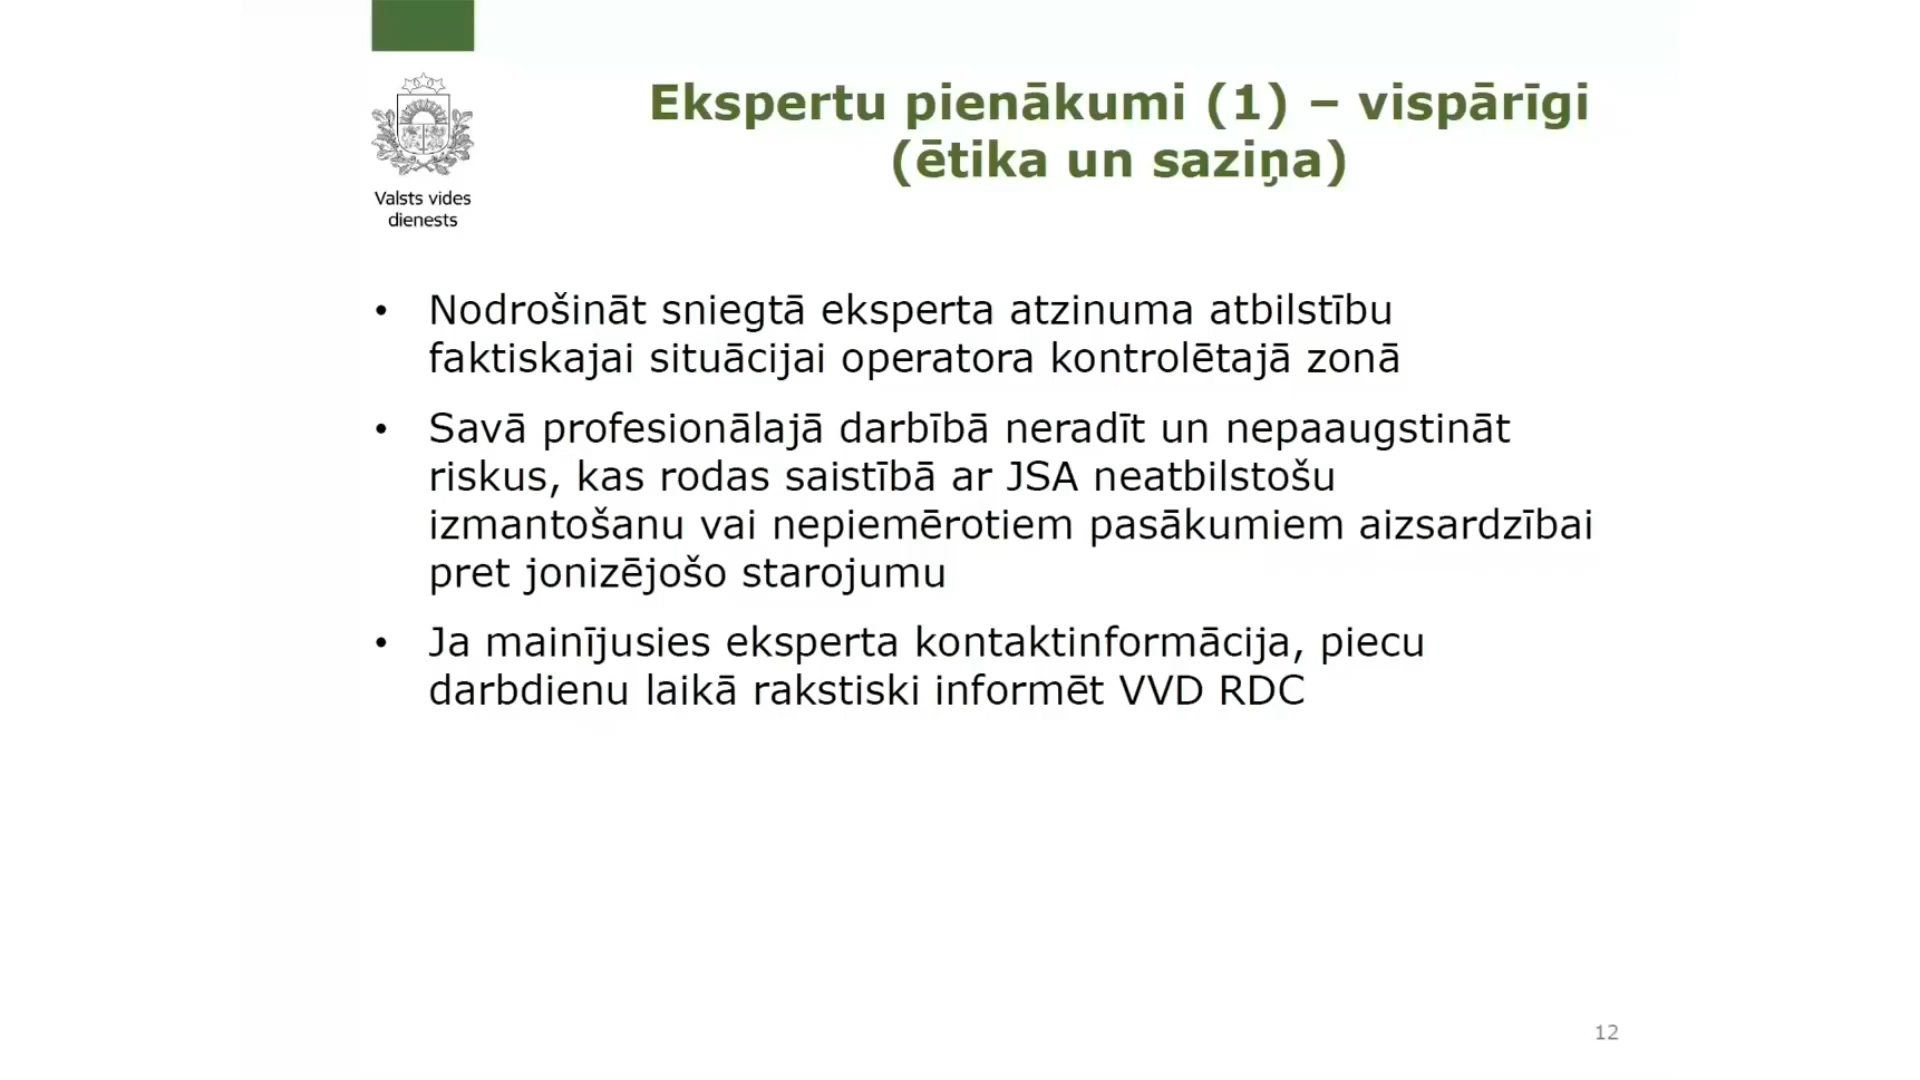 Valsts vides
dienests
Ekspertu pienākumi (1) – vispārīgi
(ētika un saziņa)
• Nodrošināt sniegtā eksperta atzinuma atbilstību
faktiskajai situācijai operatora kontrolētajā zonā
• Savā profesionālajā darbībā neradīt un nepaaugstināt
riskus, kas rodas saistībā ar JSA neatbilstošu
izmantošanu vai nepiemērotiem pasākumiem aizsardzībai
pret jonizējošo starojumu
• Ja mainījusies eksperta kontaktinformācija, piecu
darbdienu laikā rakstiski informēt VVD RDC
12